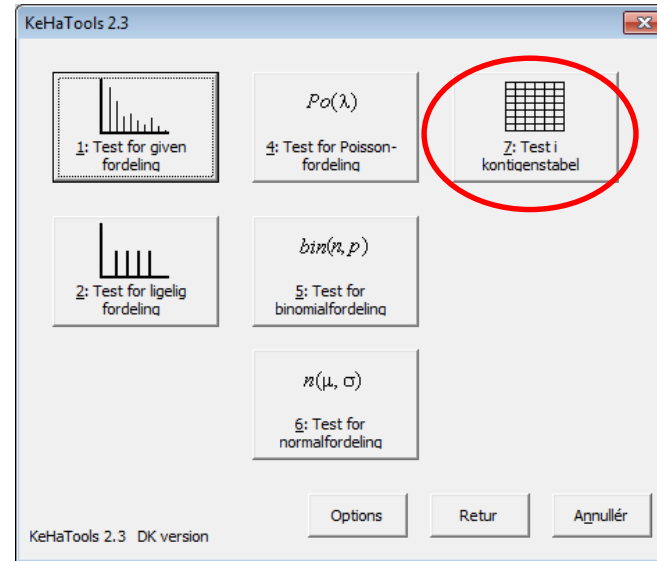 KeHaTools 2.3
1: Test for given
fordeling
Po(λ)
4: Test for Poisson-
fordeling
7: Test i
kontigenstabel
2: Test for ligelig
fordeling
bin(n, p)
5: Test for
binomialfordeling
n(μ, σ)
6: Test for
normalfordeling
Options
Retur
Annullér
KeHaTools 2.3 DK version